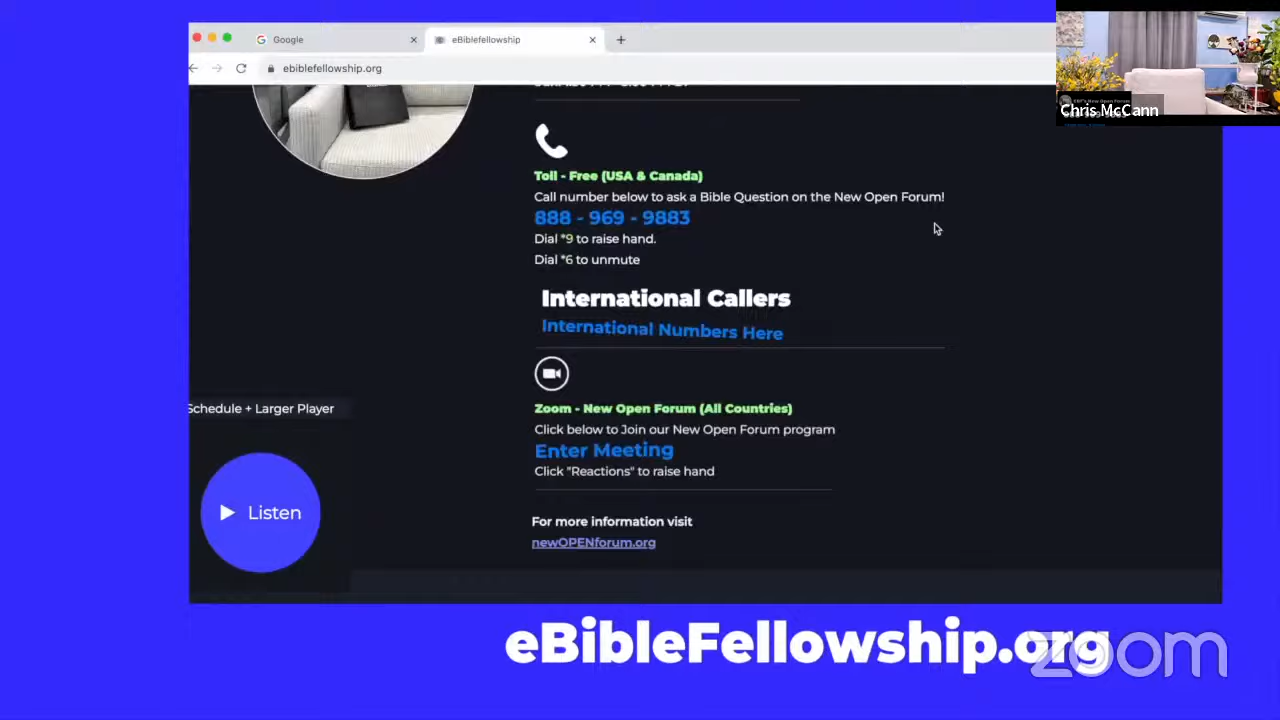 Google
eBiblefellowship
ebiblefellowship.org
Chris McCann
Toll - Free (USA & Canada)
Call number below to ask a Bible Question on the New Open Forum!
888 - 969 - 9883
Dial *9 to raise hand.
Dial *6 to unmute
International Callers
International Numbers Here
Schedule + Larger Player
Zoom - New Open Forum (All Countries)
Click below to Join our New Open Forum program
Enter Meeting
Click "Reactions" to raise hand
Listen
For more information visit
newOPENforum.org
eBibleFellowship.org
zoom